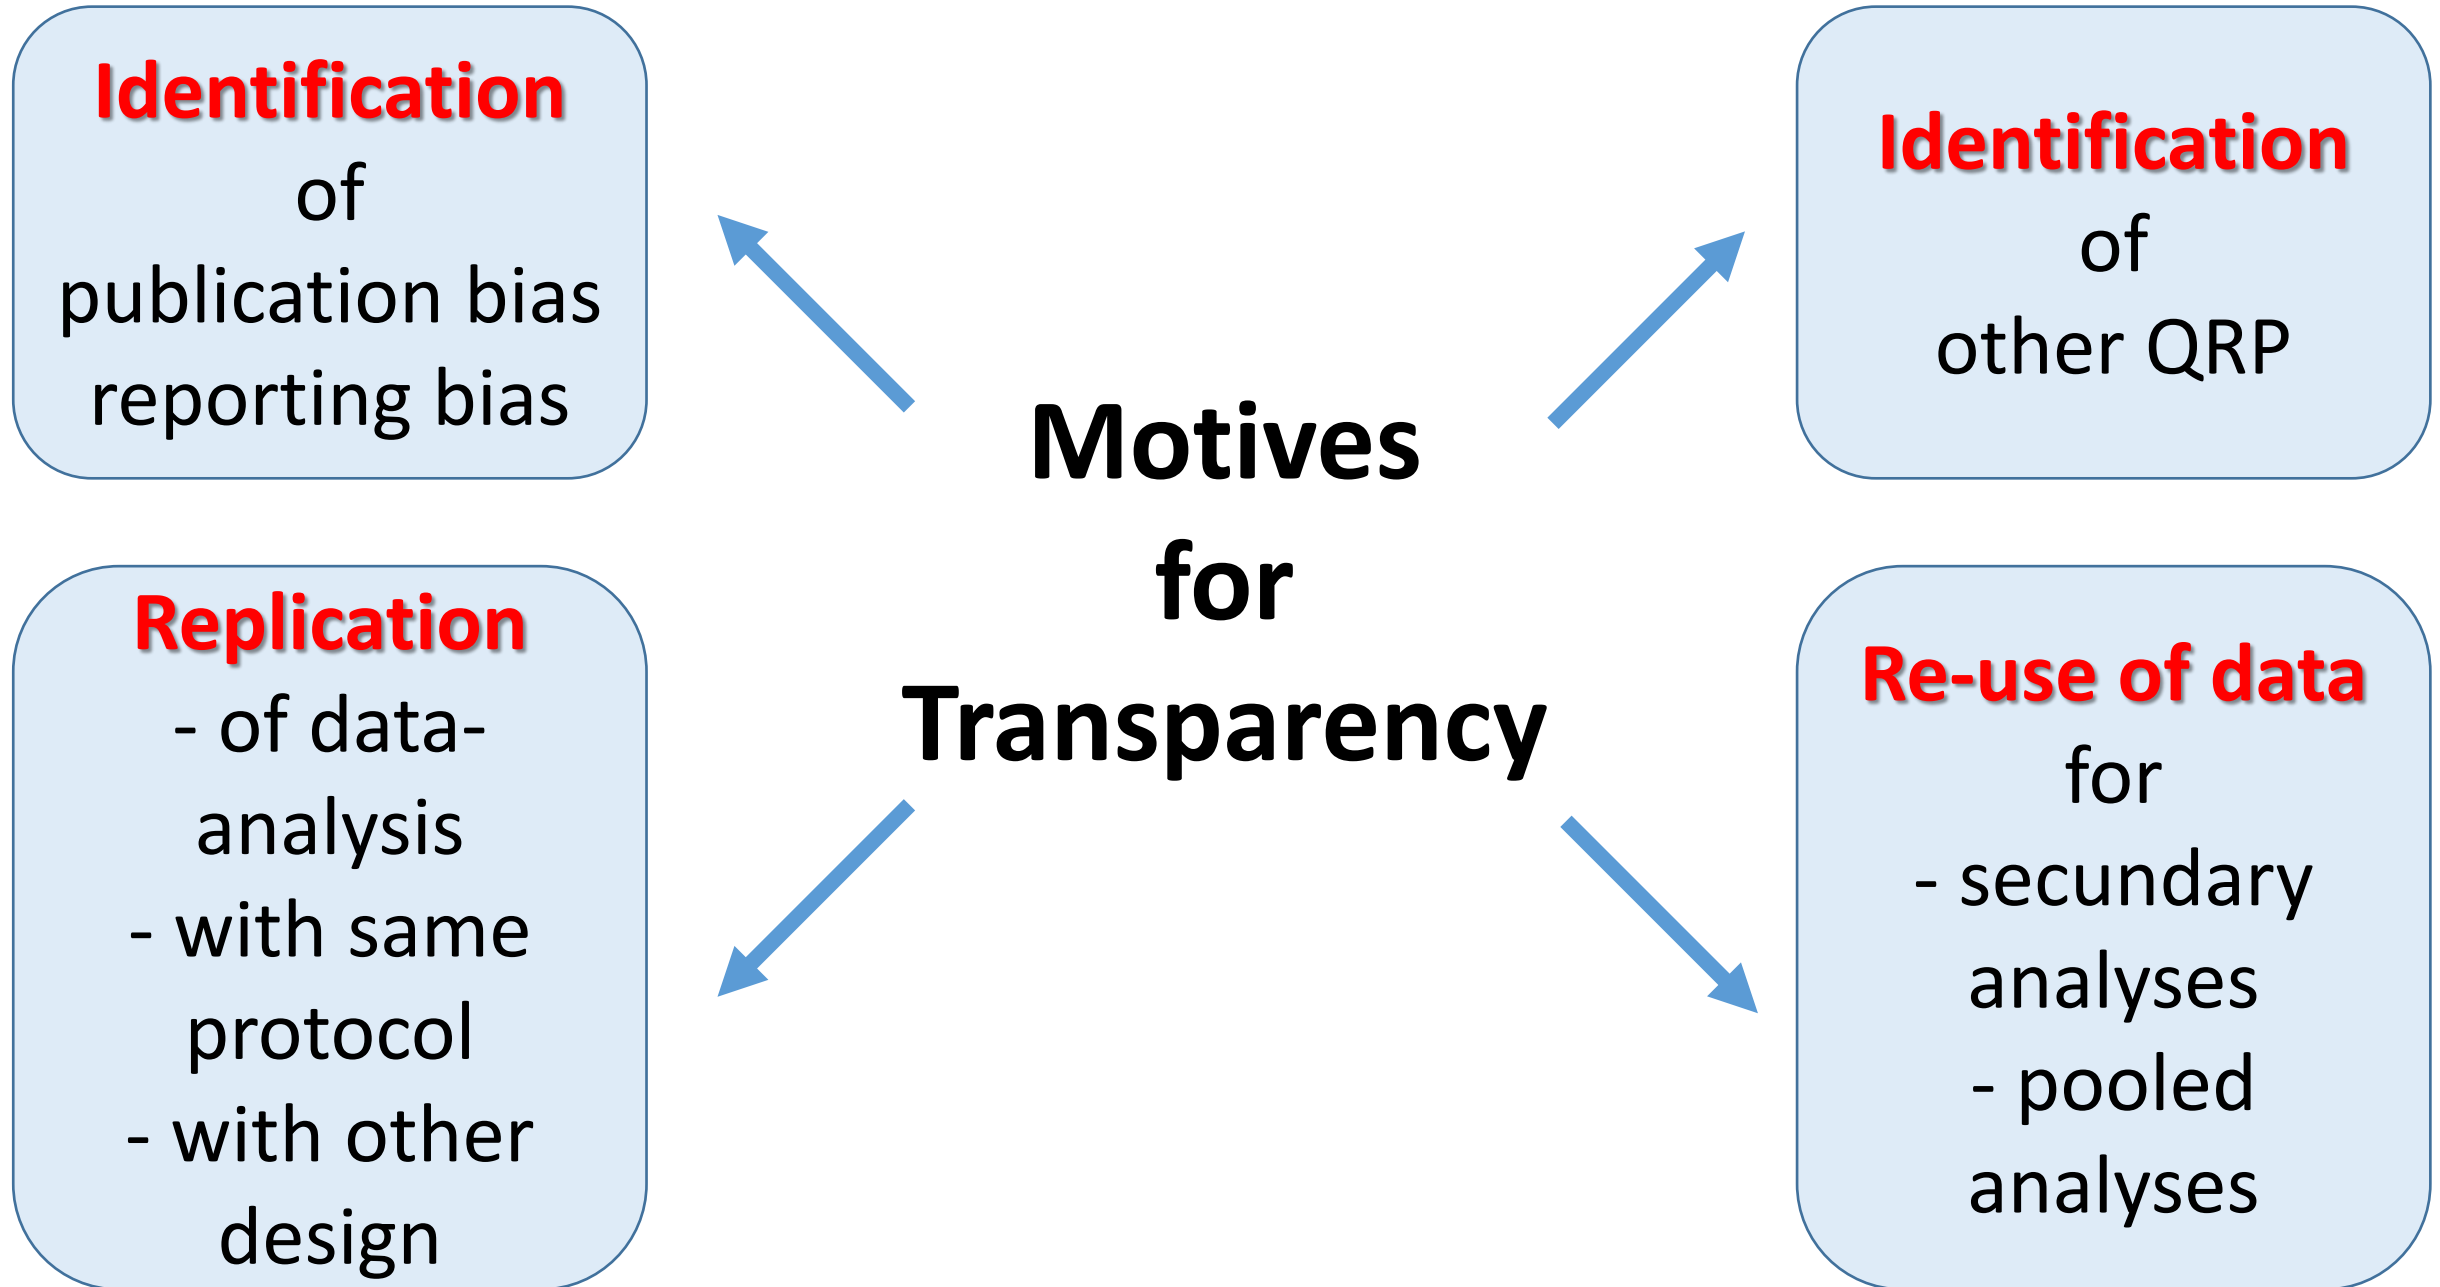 Identification
of
publication bias
reporting bias
Identification
of
other QRP
Motives
for
Transparency
Replication
- of data-
analysis
- with same
protocol
- with other
design
Re-use of data
for
- secundary
analyses
- pooled
analyses